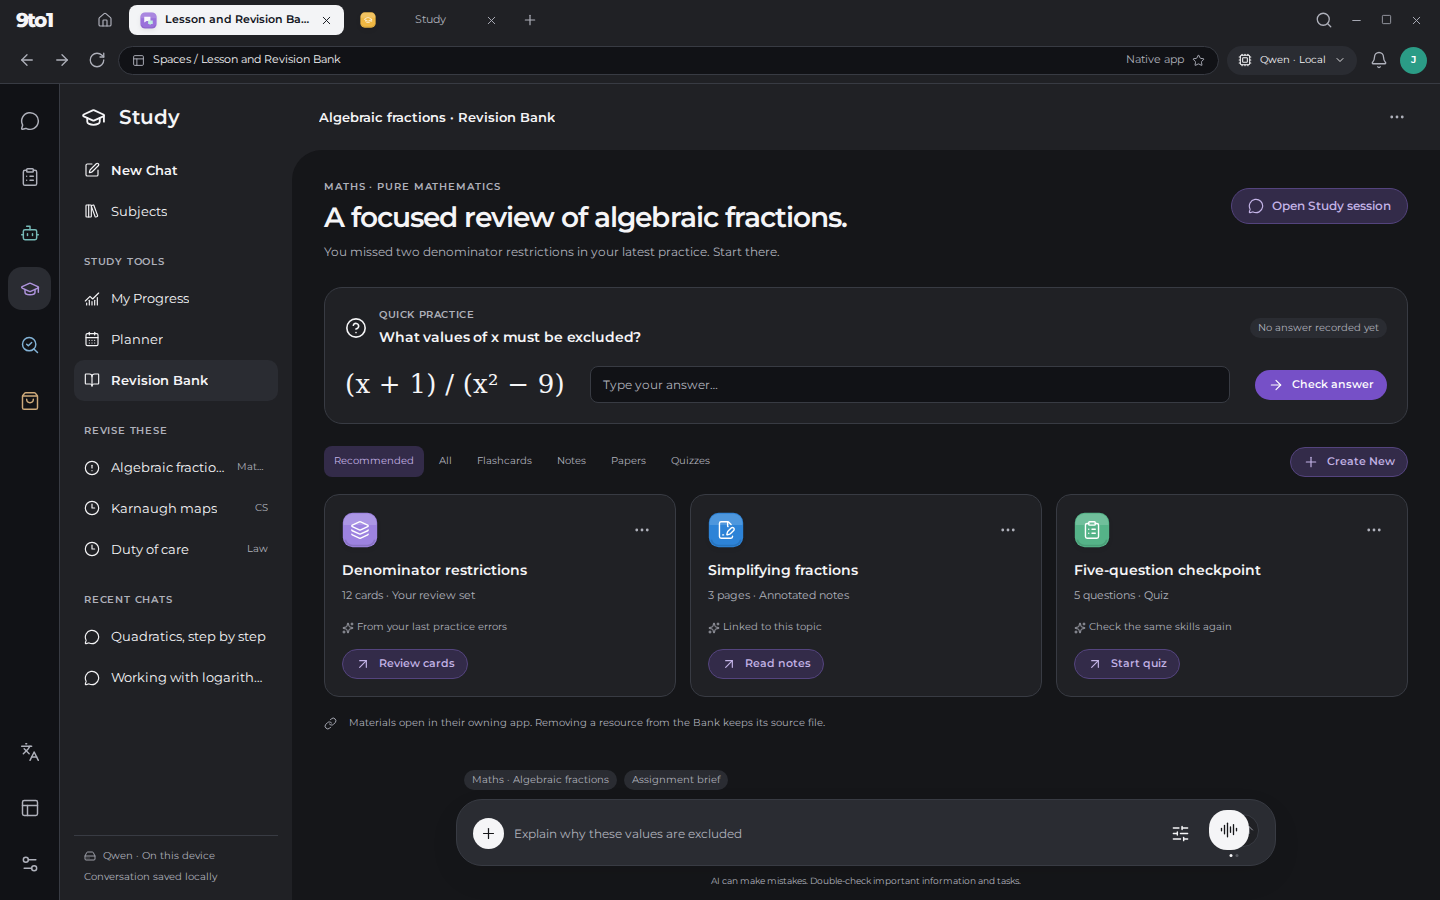 9to1
Lesson and Revision Ba...
Study
Spaces / Lesson and Revision Bank
Native app
Qwen · Local
J
Study
Algebraic fractions · Revision Bank
New Chat
Subjects
STUDY TOOLS
My Progress
Planner
Revision Bank
REVISE THESE
Algebraic fractio... Mat...
Karnaugh maps CS
Duty of care Law
RECENT CHATS
Quadratics, step by step
Working with logarith...
Qwen · On this device
Conversation saved locally
MATHS · PURE MATHEMATICS
A focused review of algebraic fractions.
You missed two denominator restrictions in your latest practice. Start there.
Open Study session
QUICK PRACTICE
What values of x must be excluded?
No answer recorded yet
(x + 1) / (x² − 9)
Type your answer...
Check answer
Recommended All Flashcards Notes Papers Quizzes
Create New
Denominator restrictions
12 cards · Your review set
From your last practice errors
Review cards
Simplifying fractions
3 pages · Annotated notes
Linked to this topic
Read notes
Five-question checkpoint
5 questions · Quiz
Check the same skills again
Start quiz
Materials open in their owning app. Removing a resource from the Bank keeps its source file.
Maths · Algebraic fractions
Assignment brief
Explain why these values are excluded
AI can make mistakes. Double-check important information and tasks.